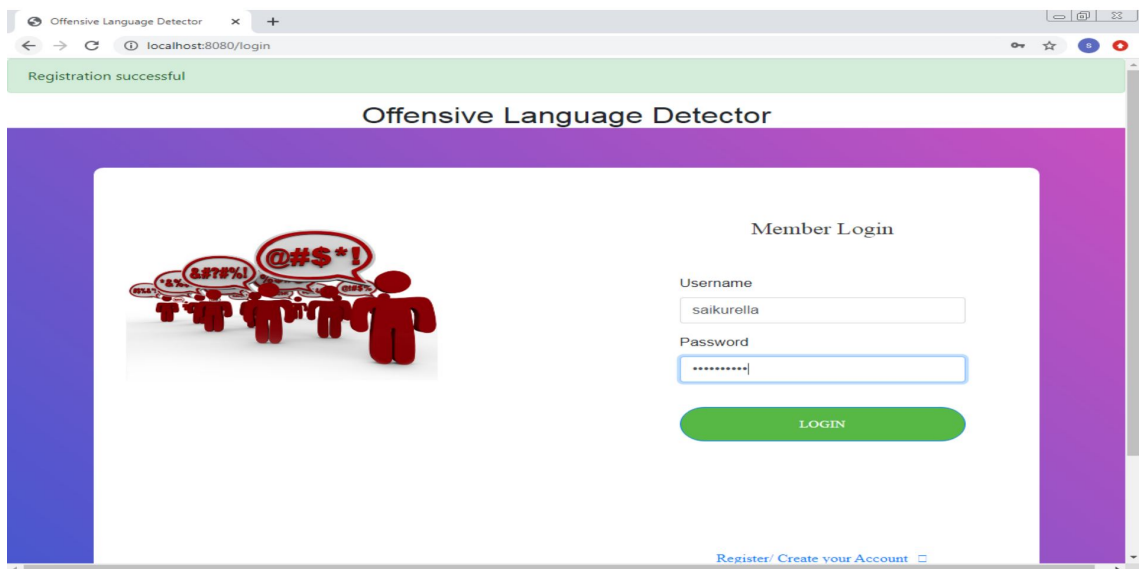 Offensive Language Detector
localhost:8080/login
S
Registration successful
Offensive Language Detector
@#$*!
&#?#%!
Member Login
Username
saikurella
Password
••••••••••
LOGIN
Register/ Create your Account